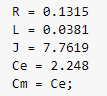 R = 0.1315
L = 0.0381
J = 7.7619
Ce = 2.248
Cm = Ce;